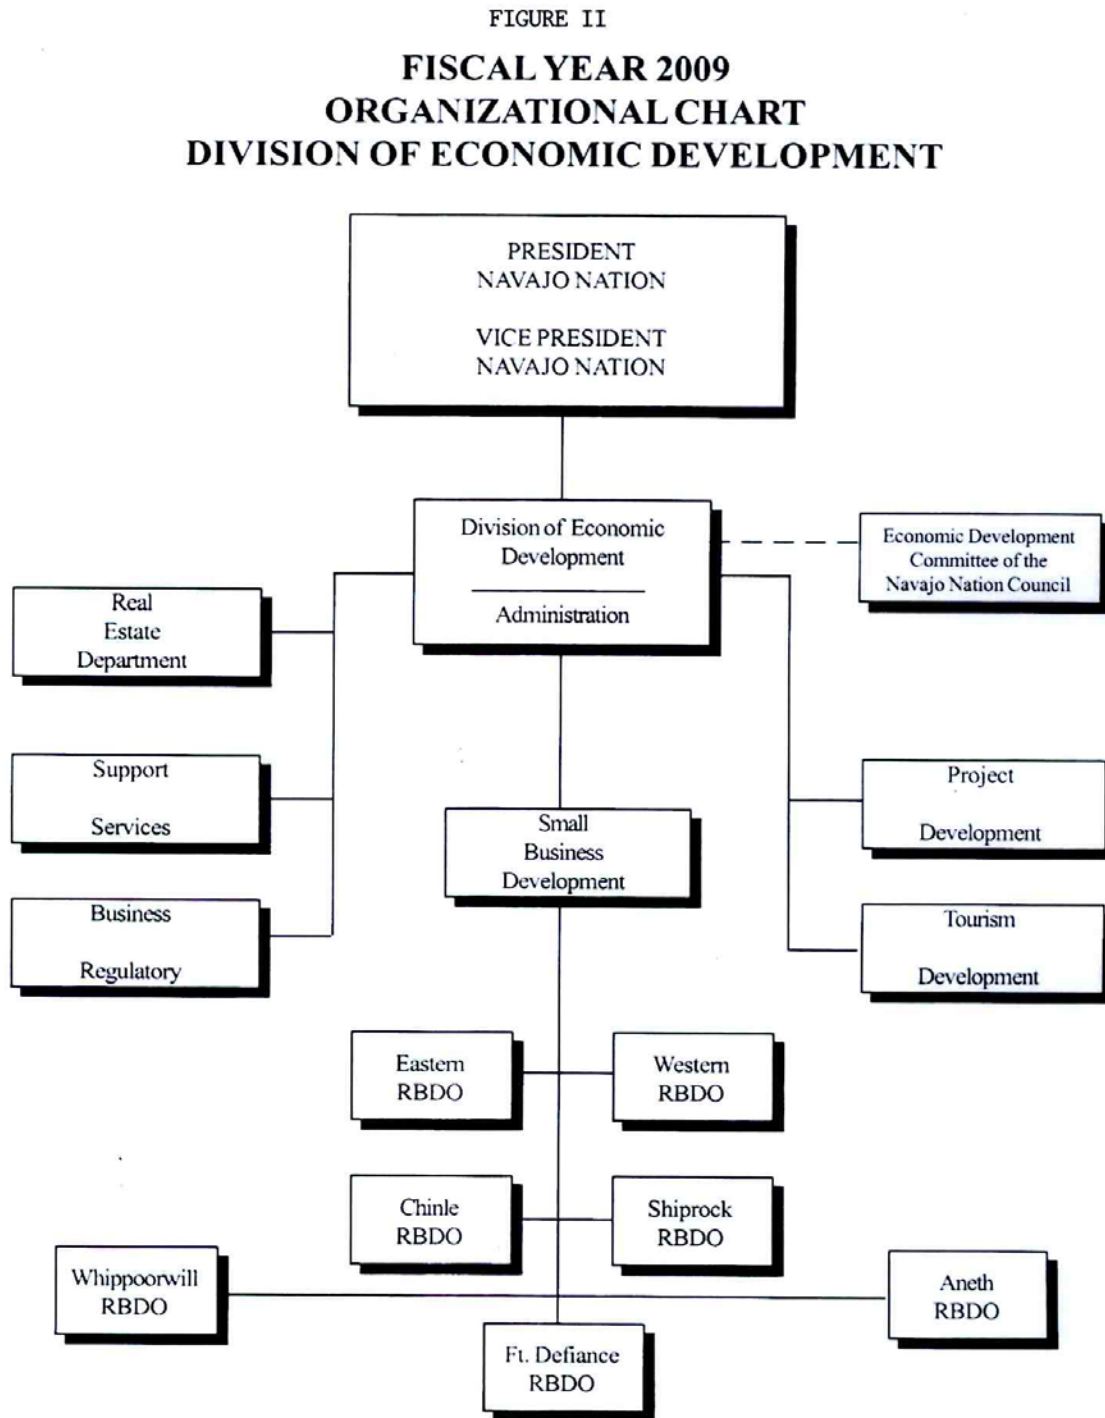 FIGURE II
FISCAL YEAR 2009
ORGANIZATIONAL CHART
DIVISION OF ECONOMIC DEVELOPMENT
PRESIDENT
NAVAJO NATION
VICE PRESIDENT
NAVAJO NATION
Division of Economic
Development
Administration
Economic Development
Committee of the
Navajo Nation Council
Real
Estate
Department
Support
Services
Business
Regulatory
Small
Business
Development
Project
Development
Tourism
Development
Eastern
RBDO
Western
RBDO
Chinle
RBDO
Shiprock
RBDO
Whippoorwill
RBDO
Aneth
RBDO
Ft. Defiance
RBDO